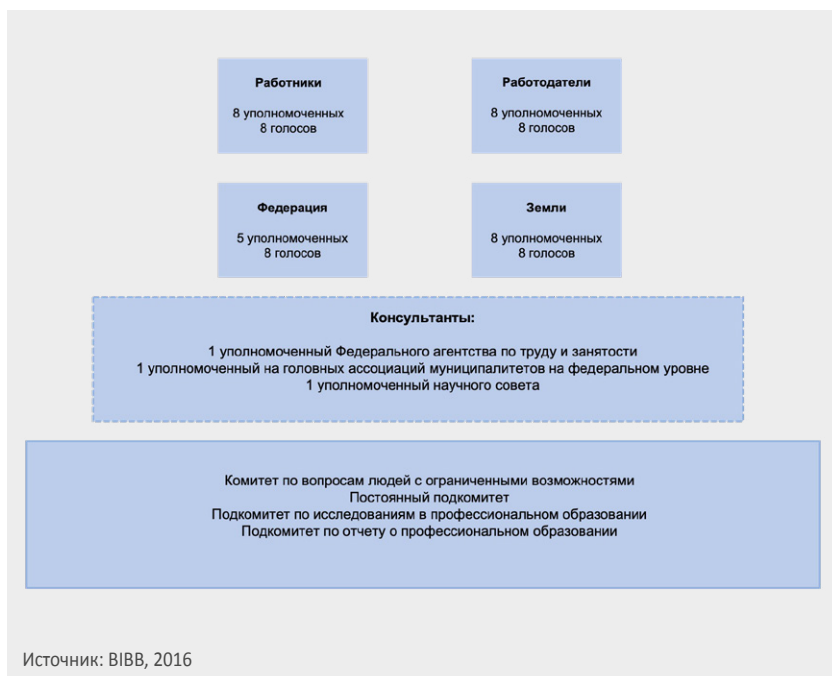 Работники
8 уполномоченных
8 голосов
Работодатели
8 уполномоченных
8 голосов
Федерация
5 уполномоченных
8 голосов
Земли
8 уполномоченных
8 голосов
Консультанты:
1 уполномоченный Федерального агентства по труду и занятости
1 уполномоченный на головных ассоциаций муниципалитетов на федеральном уровне
1 уполномоченный научного совета
Комитет по вопросам людей с ограниченными возможностями
Постоянный подкомитет
Подкомитет по исследованиям в профессиональном образовании
Подкомитет по отчету о профессиональном образовании
Источник: BIBB, 2016